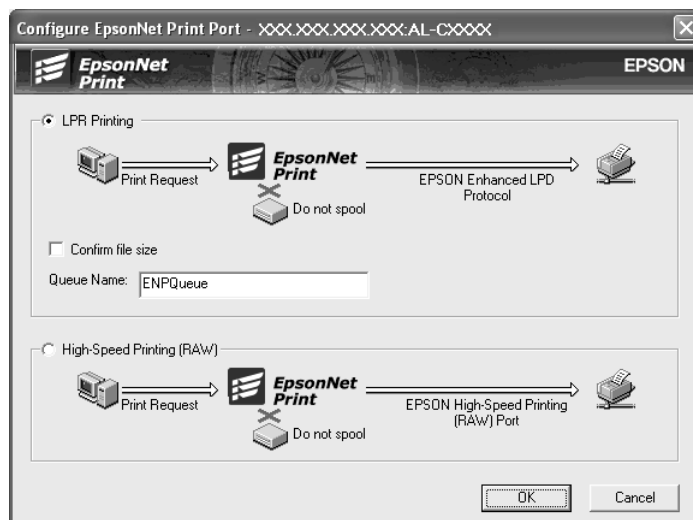 Configure EpsonNet Print Port - XXX.XXX.XXX.XXX:AL-CXXXX
EpsonNet
Print
EPSON
LPR Printing
Print Request
EpsonNet
Print
EPSON Enhanced LPD
Protocol
Do not spool
Confirm file size
Queue Name: ENPQueue
High-Speed Printing (RAW)
Print Request
EpsonNet
Print
EPSON High-Speed Printing
(RAW) Port
Do not spool
OK Cancel